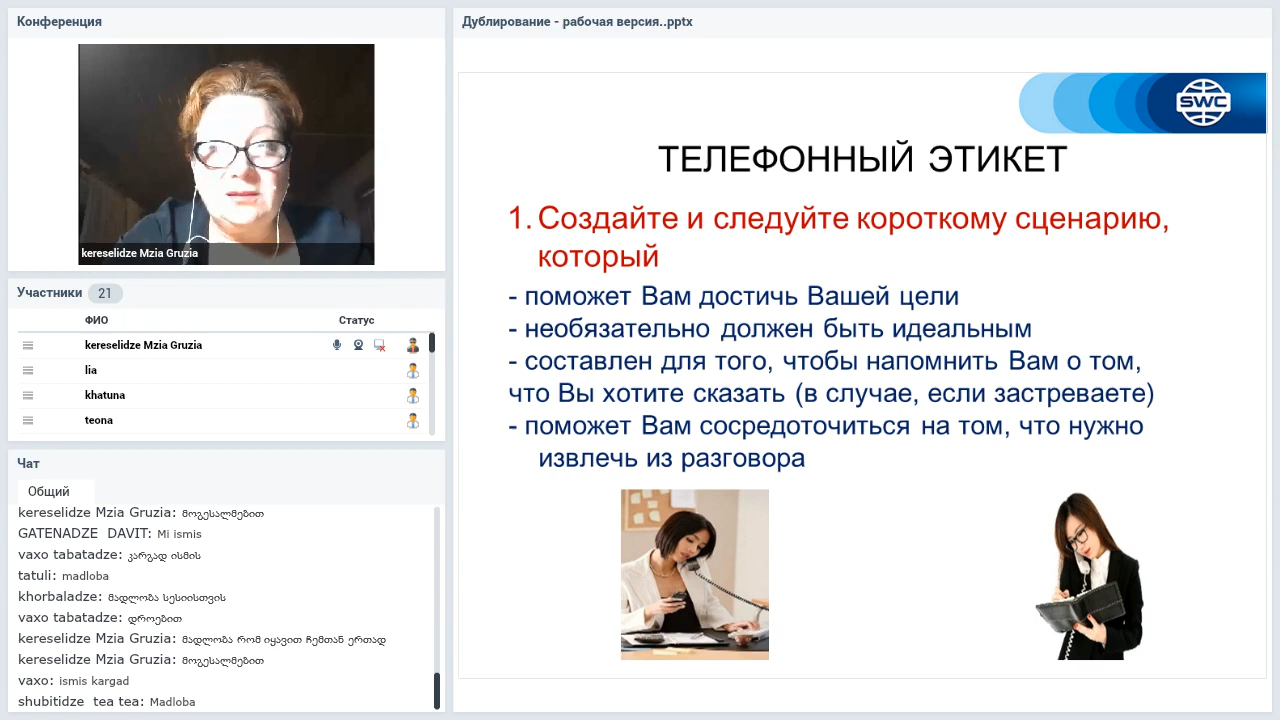 Конференция
kereselidze Mzia Gruzia
Участники 21
ФИО Статус
kereselidze Mzia Gruzia
lia
khatuna
teona
Чат
Общий
kereselidze Mzia Gruzia: მოგესალმებით
GATENADZE DAVIT: Mi ismis
vaxo tabatadze: კარგად ისმის
tatuli: madloba
khorbaladze: მადლობა სესიისთვის
vaxo tabatadze: დროებით
kereselidze Mzia Gruzia: მადლობა რომ იყავით ჩემთან ერთად
kereselidze Mzia Gruzia: მოგესალმებით
vaxo: ismis kargad
shubitidze tea tea: Madloba
Дублирование - рабочая версия..pptx
SWC
ТЕЛЕФОННЫЙ ЭТИКЕТ
1. Создайте и следуйте короткому сценарию,
который
- поможет Вам достичь Вашей цели
- необязательно должен быть идеальным
- составлен для того, чтобы напомнить Вам о том,
что Вы хотите сказать (в случае, если застреваете)
- поможет Вам сосредоточиться на том, что нужно
извлечь из разговора